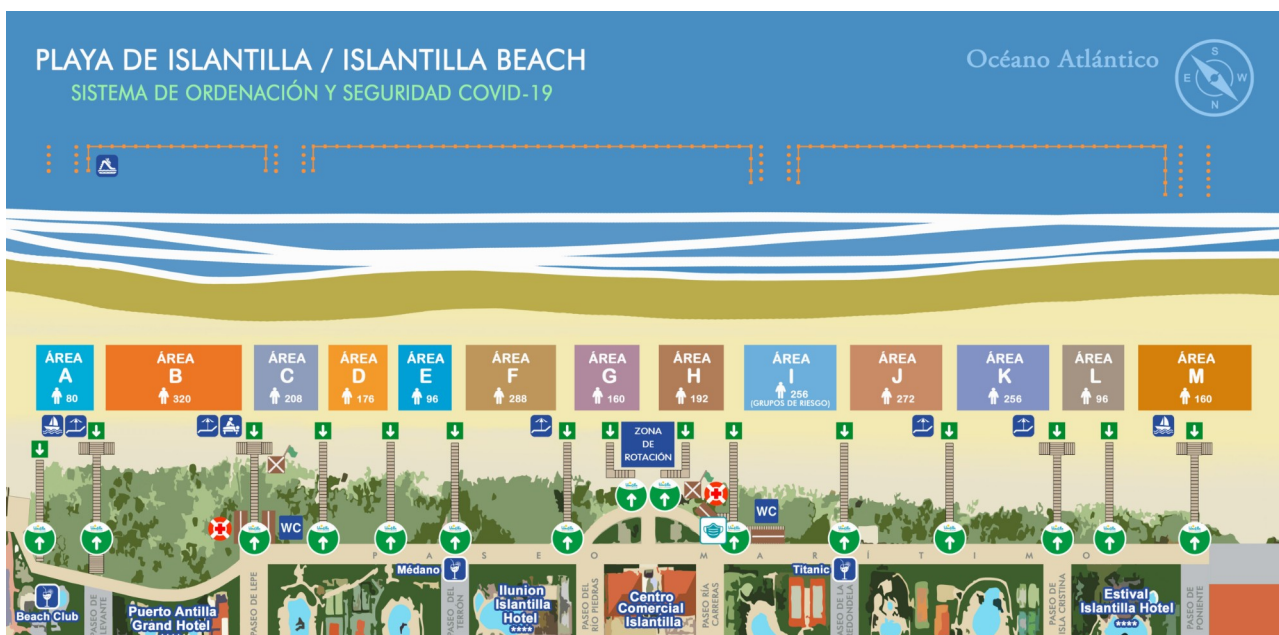 PLAYA DE ISLANTILLA / ISLANTILLA BEACH
SISTEMA DE ORDENACIÓN Y SEGURIDAD COVID-19
Océano Atlántico
S
E W
N
ÁREA
A
80
ÁREA
B
320
ÁREA
C
208
ÁREA
D
176
ÁREA
E
96
ÁREA
F
288
ÁREA
G
160
ÁREA
H
192
ÁREA
I
256
(GRUPOS DE RIESGO)
ÁREA
J
272
ÁREA
K
256
ÁREA
L
96
ÁREA
M
160
ZONA
DE
ROTACIÓN
WC
WC
PASEO MARÍTIMO
Beach Club
PASEO DE
LEVANTE
Puerto Antilla
Grand Hotel
PASEO DE LEPE
Médano
PASEO DEL
TERRÓN
Ilunion
Islantilla
Hotel
PASEO DEL
RÍO PIEDRAS
Centro
Comercial
Islantilla
PASEO RÍA
CARRERAS
Titanic
PASEO DE LA
REDONDELA
PASEO DE
ISLA CRISTINA
Estival
Islantilla Hotel
PASEO DE
PONIENTE